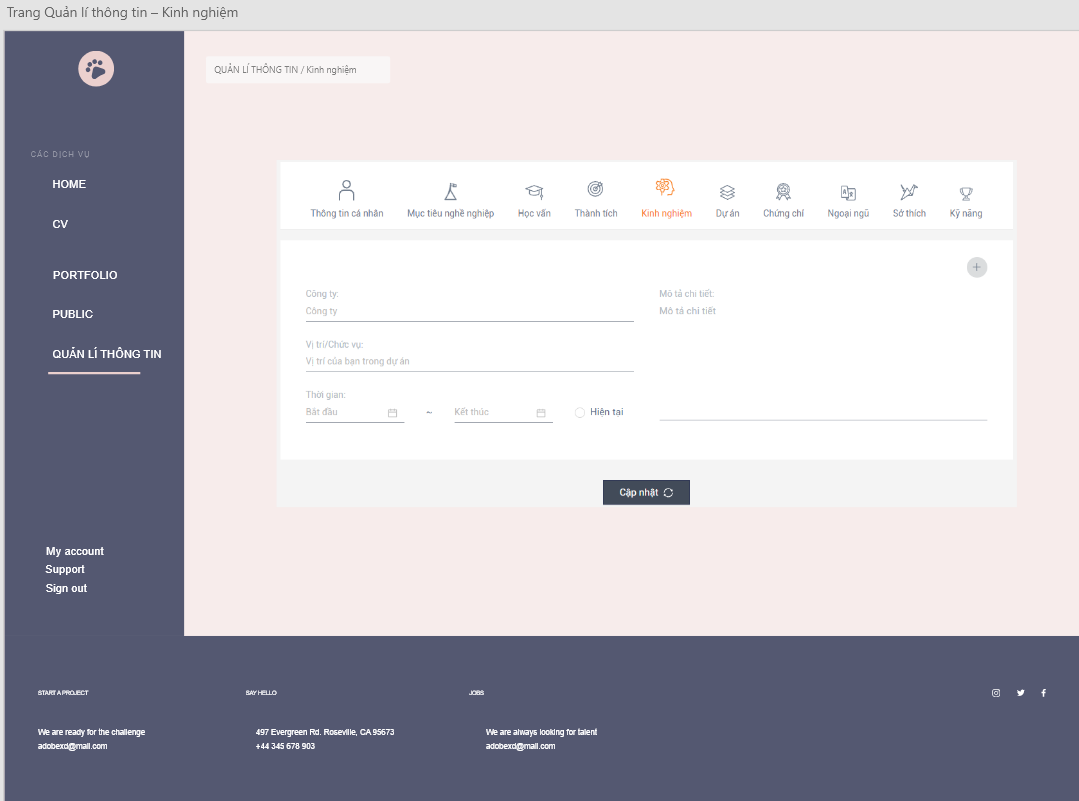 Trang Quản lí thông tin – Kinh nghiệm
QUẢN LÍ THÔNG TIN / Kinh nghiệm
CÁC DỊCH VỤ
HOME
CV
PORTFOLIO
PUBLIC
QUẢN LÍ THÔNG TIN
My account
Support
Sign out
Thông tin cá nhân
Mục tiêu nghề nghiệp
Học vấn
Thành tích
Kinh nghiệm
Dự án
Chứng chỉ
Ngoại ngũ
Sở thích
Kỹ năng
Công ty:
Công ty
Vị trí/Chức vụ:
Vị trí của bạn trong dự án
Thời gian:
Bắt đầu
~
Kết thúc
Hiện tại
Mô tả chi tiết:
Mô tả chi tiết
Cập nhật
START A PROJECT
We are ready for the challenge
adobexd@mail.com
SAY HELLO
497 Evergreen Rd. Roseville, CA 95673
+44 345 678 903
JOBS
We are always looking for talent
adobexd@mail.com